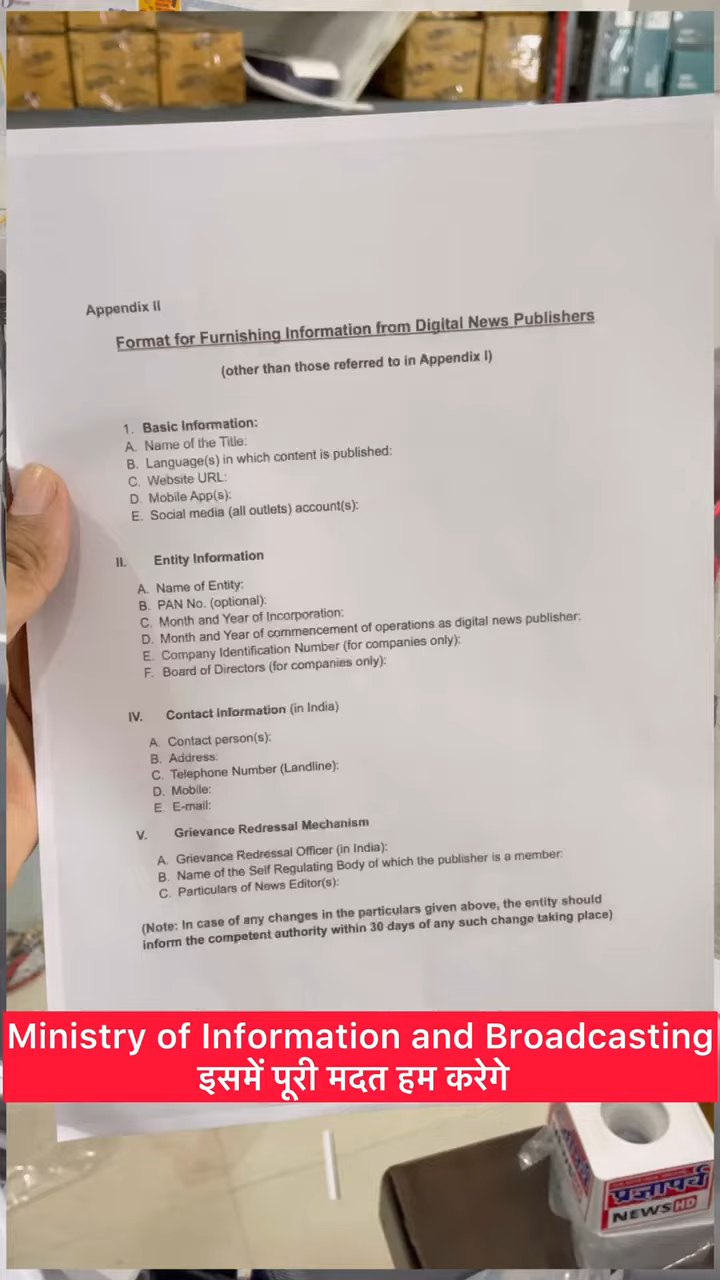 Appendix II
Format for Furnishing Information from Digital News Publishers
(other than those referred to in Appendix I)
1. Basic Information:
A. Name of the Title:
B. Language(s) in which content is published:
C. Website URL:
D. Mobile App(s):
E. Social media (all outlets) account(s):
II. Entity Information
A. Name of Entity:
B. PAN No. (optional):
C. Month and Year of Incorporation:
D. Month and Year of commencement of operations as digital news publisher:
E. Company Identification Number (for companies only):
F. Board of Directors (for companies only):
IV. Contact information (in India)
A. Contact person(s):
B. Address:
C. Telephone Number (Landline):
D. Mobile:
E. E-mail:
V. Grievance Redressal Mechanism
A. Grievance Redressal Officer (in India):
B. Name of the Self Regulating Body of which the publisher is a member:
C. Particulars of News Editor(s):
(Note: In case of any changes in the particulars given above, the entity should
inform the competent authority within 30 days of any such change taking place)
Ministry of Information and Broadcasting
इसमें पूरी मदत हम करेगे
प्रज्ञापर्व
NEWS HD